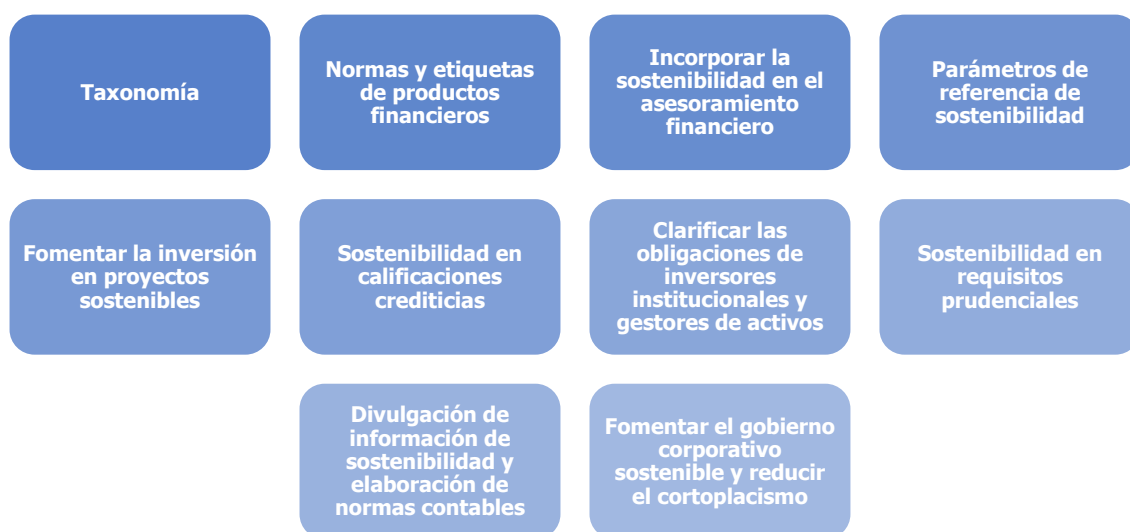 Taxonomía
Normas y etiquetas
de productos
financieros
Incorporar la
sostenibilidad en el
asesoramiento
financiero
Parámetros de
referencia de
sostenibilidad
Fomentar la inversión
en proyectos
sostenibles
Sostenibilidad en
calificaciones
crediticias
Clarificar las
obligaciones de
inversores
institucionales y
gestores de activos
Sostenibilidad en
requisitos
prudenciales
Divulgación de
información de
sostenibilidad y
elaboración de
normas contables
Fomentar el gobierno
corporativo
sostenible y reducir
el cortoplacismo